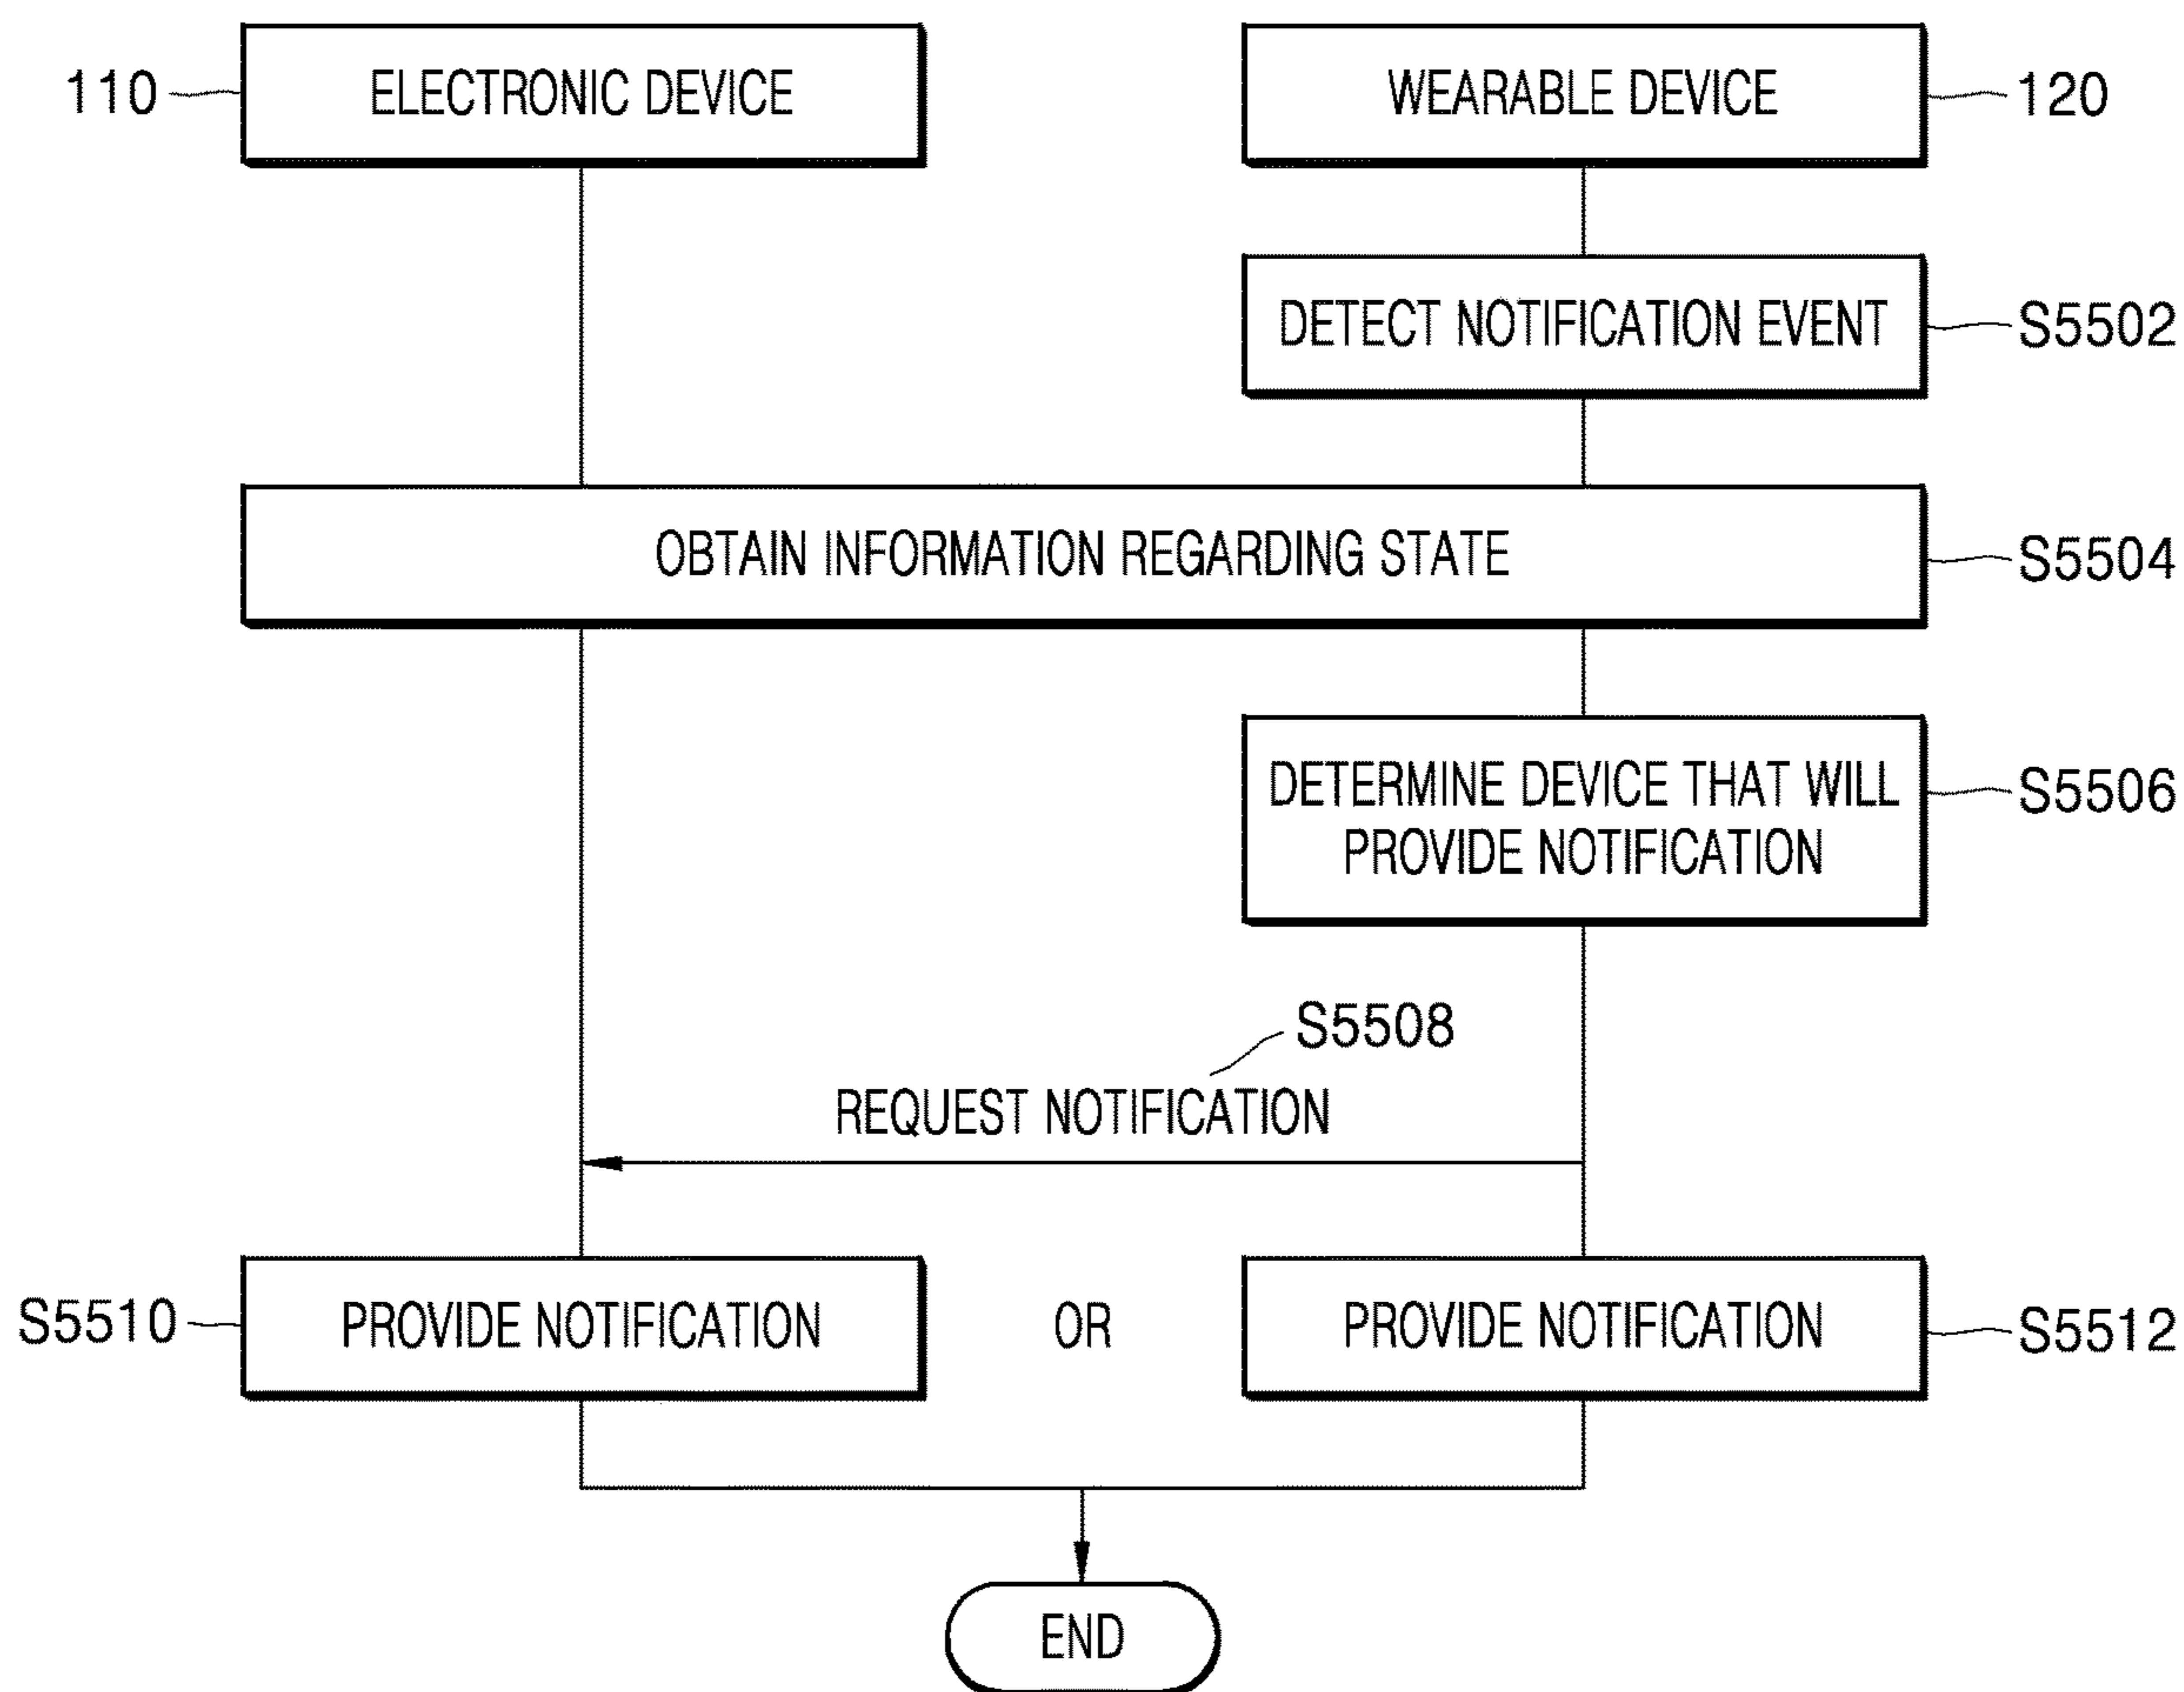 110 ELECTRONIC DEVICE WEARABLE DEVICE 120
DETECT NOTIFICATION EVENT S5502
OBTAIN INFORMATION REGARDING STATE S5504
DETERMINE DEVICE THAT WILL S5506
PROVIDE NOTIFICATION
S5508
REQUEST NOTIFICATION
S5510 PROVIDE NOTIFICATION OR PROVIDE NOTIFICATION S5512
END